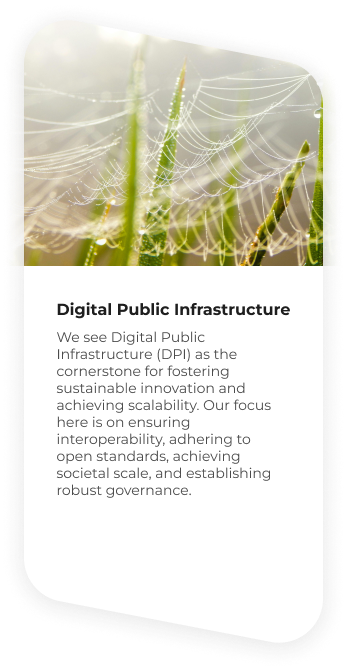 Digital Public Infrastructure
We see Digital Public
Infrastructure (DPI) as the
cornerstone for fostering
sustainable innovation and
achieving scalability. Our focus
here is on ensuring
interoperability, adhering to
open standards, achieving
societal scale, and establishing
robust governance.